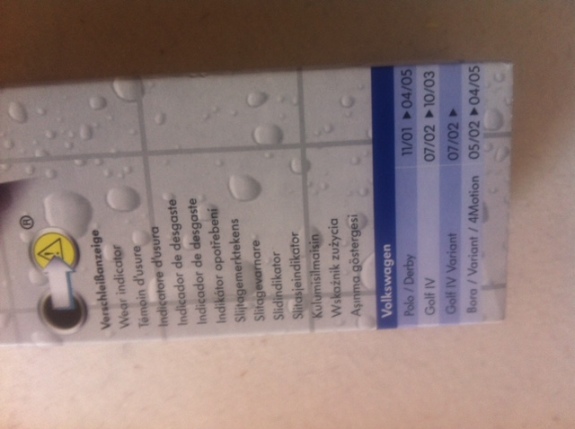 ®
Verschleißanzeige
Wear indicator
Témoin d'usure
Indicatore d'usura
Indicador de desgaste
Indicador de desgaste
Indikátor opotřebení
Slijtagemerktekens
Slitagevarnare
Slidindikator
Slitasjeindikator
Kulumisilmaisin
Wskaźnik zużycia
Aşınma göstergesi
Volkswagen
Polo / Derby 11/01 ▶ 04/05
Golf IV 07/02 ▶ 10/03
Golf IV Variant 07/02 ▶
Bora / Variant / 4Motion 05/02 ▶ 04/05